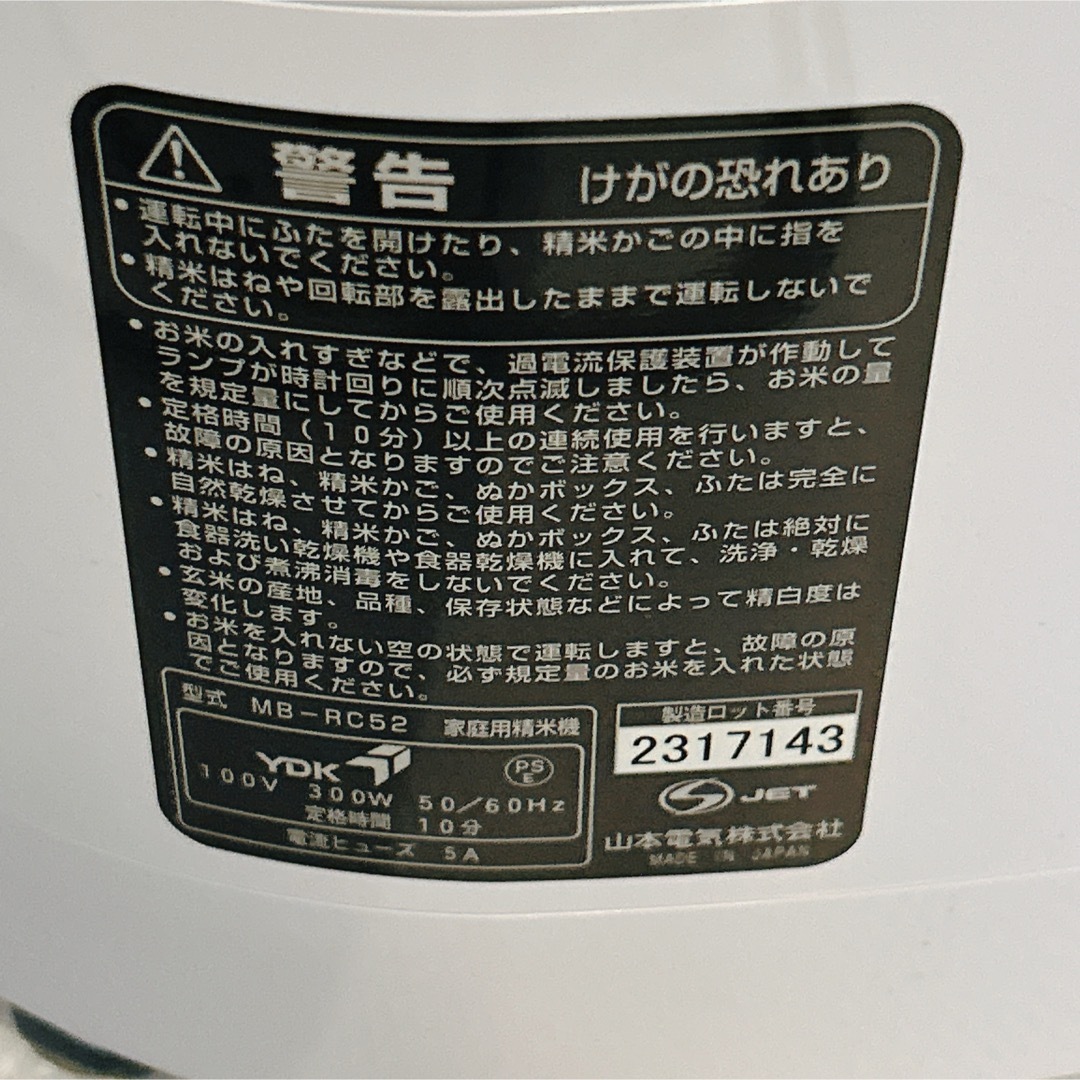 警告 けがの恐れあり
・運転中にふたを開けたり、精米かごの中に指を
入れないでください。
・精米はねや回転部を露出したままで運転しないで
ください。
・お米の入れすぎなどで、過電流保護装置が作動して
ランプが時計回りに順次点滅しましたら、お米の量
を規定量にしてからご使用ください。
・定格時間(10分)以上の連続使用を行いますと、
故障の原因となりますのでご注意ください。
・精米はね、精米かご、ぬかボックス、ふたは完全に
自然乾燥させてからご使用ください。
・精米はね、精米かご、ぬかボックス、ふたは絶対に
食器洗い乾燥機や食器乾燥機に入れて、洗浄・乾燥
および煮沸消毒をしないでください。
・玄米の産地、品種、保存状態などによって精白度は
変化します。
・お米を入れない空の状態で運転しますと、故障の原
因となりますので、必ず規定量のお米を入れた状態
でご使用ください。
型式 MB-RC52 家庭用精米機
YDK PSE
100V 300W 50/60Hz
定格時間 10分
電流ヒューズ 5A
製造ロット番号
2317143
JET
山本電気株式会社
MADE IN JAPAN